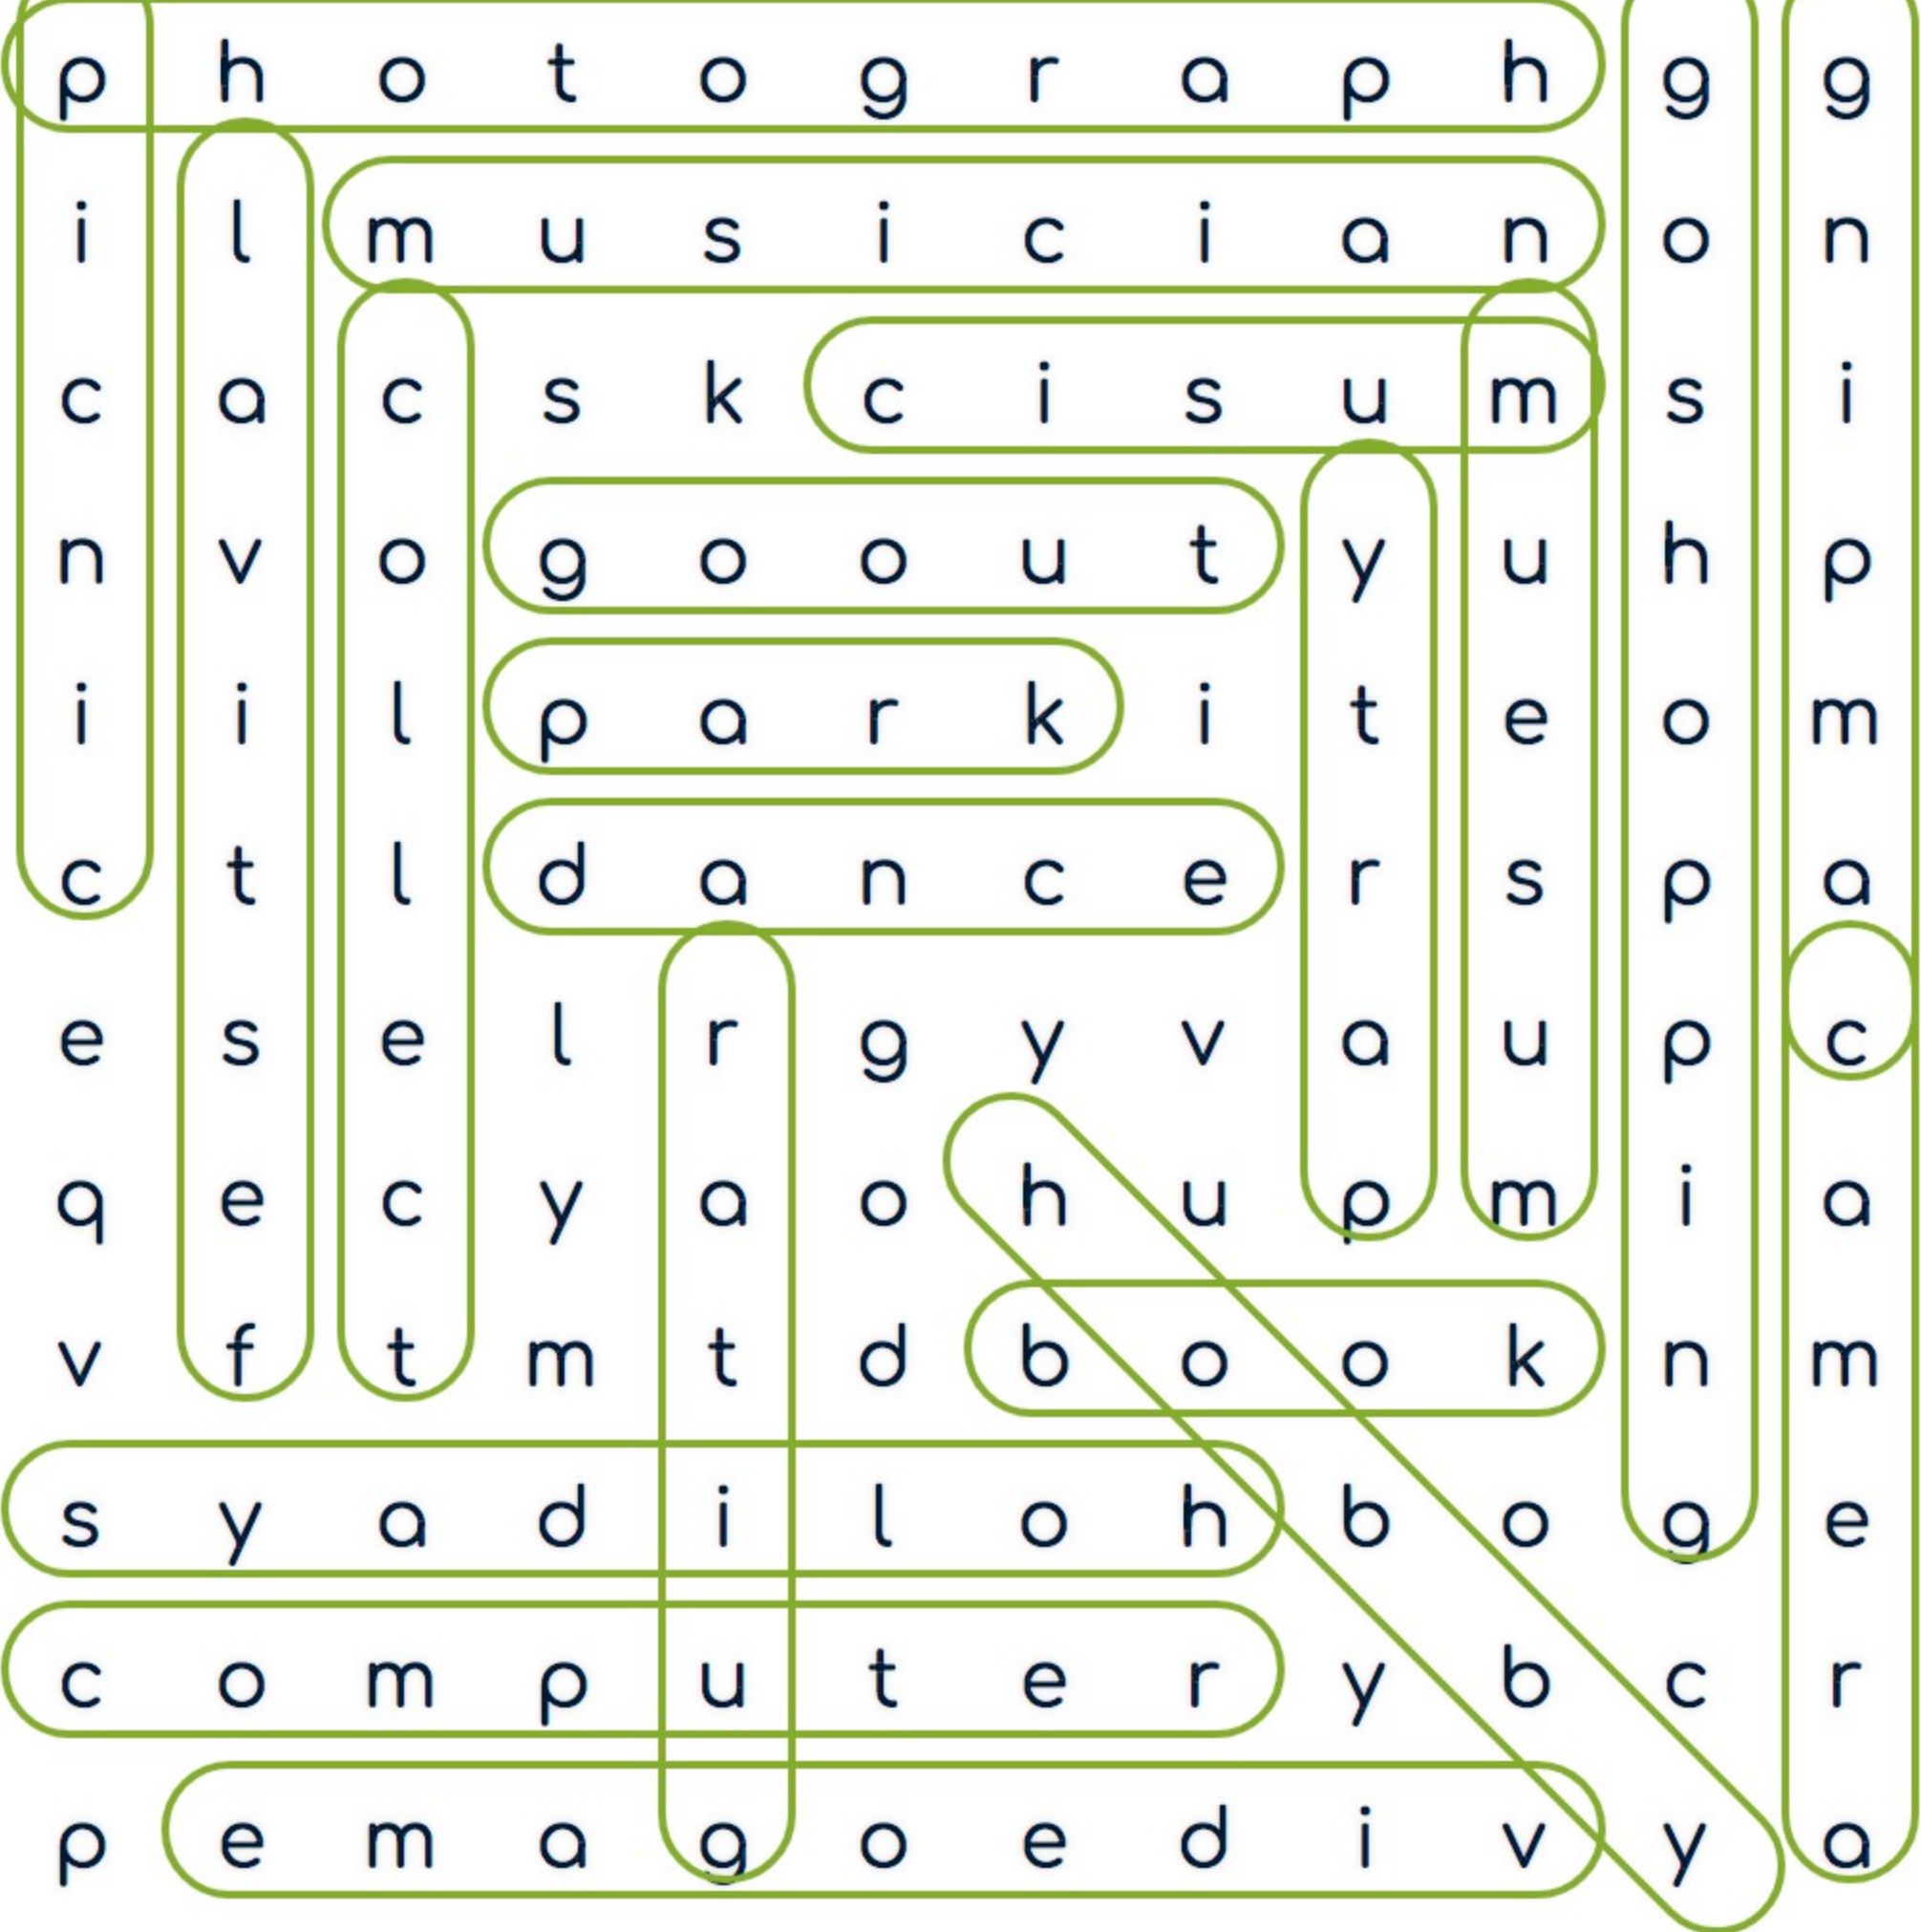 p h o t o g r a p h g g
i l m u s i c i a n o n
c a c s k c i s u m s i
n v o g o o u t y u h p
i i l p a r k i t e o m
c t l d a n c e r s p a
e s e l r g y v a u p c
q e c y a o h u p m i a
v f t m t d b o o k n m
s y a d i l o h b o g e
c o m p u t e r y b c r
p e m a g o e d i v y a